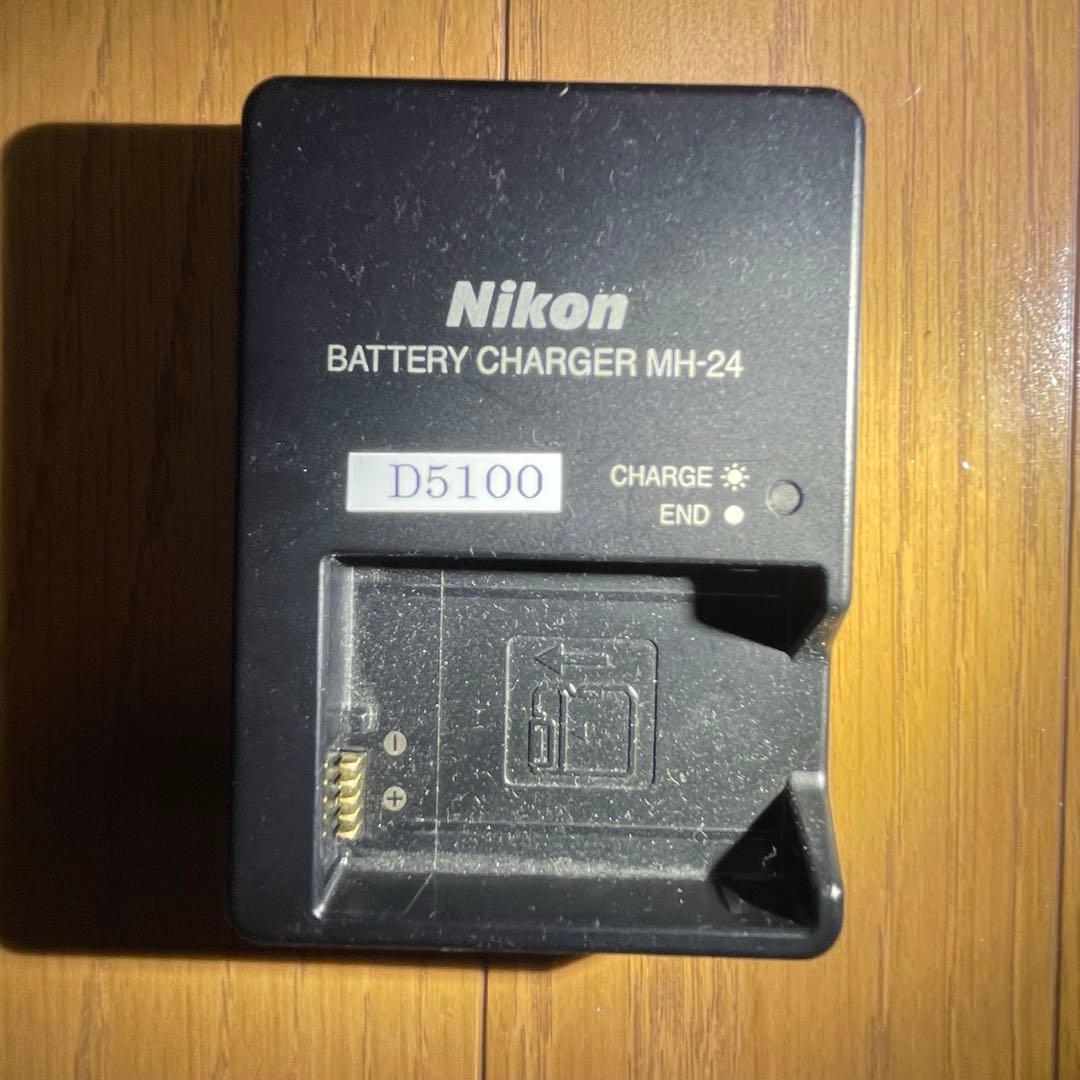 Nikon
BATTERY CHARGER MH-24
D5100
CHARGE
END
-
+